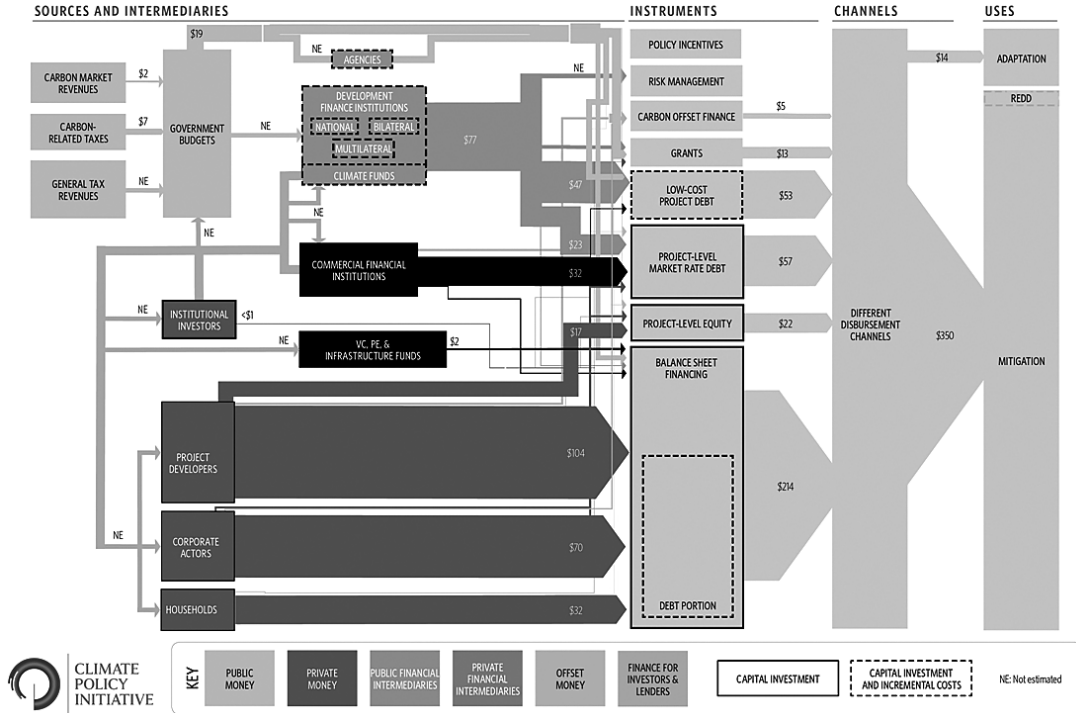 SOURCES AND INTERMEDIARIES
INSTRUMENTS
CHANNELS
USES
$19
NE
AGENCIES
CARBON MARKET
REVENUES
$2
CARBON-
RELATED TAXES
$7
GENERAL TAX
REVENUES
NE
GOVERNMENT
BUDGETS
NE
DEVELOPMENT
FINANCE INSTITUTIONS
NATIONAL
BILATERAL
MULTILATERAL
CLIMATE FUNDS
$77
NE
NE
NE
$47
$23
COMMERCIAL FINANCIAL
INSTITUTIONS
$32
NE
INSTITUTIONAL
INVESTORS
<$1
$17
NE
VC, PE, &
INFRASTRUCTURE FUNDS
$2
PROJECT
DEVELOPERS
$104
NE
CORPORATE
ACTORS
$70
HOUSEHOLDS
$32
POLICY INCENTIVES
RISK MANAGEMENT
CARBON OFFSET FINANCE
$5
GRANTS
$13
LOW-COST
PROJECT DEBT
$53
PROJECT-LEVEL
MARKET RATE DEBT
$57
PROJECT-LEVEL EQUITY
$22
BALANCE SHEET
FINANCING
$214
DEBT PORTION
DIFFERENT
DISBURSEMENT
CHANNELS
$14
$350
ADAPTATION
REDD
MITIGATION
CLIMATE
POLICY
INITIATIVE
KEY
PUBLIC
MONEY
PRIVATE
MONEY
PUBLIC FINANCIAL
INTERMEDIARIES
PRIVATE
FINANCIAL
INTERMEDIARIES
OFFSET
MONEY
FINANCE FOR
INVESTORS &
LENDERS
CAPITAL INVESTMENT
CAPITAL INVESTMENT
AND INCREMENTAL COSTS
NE: Not estimated